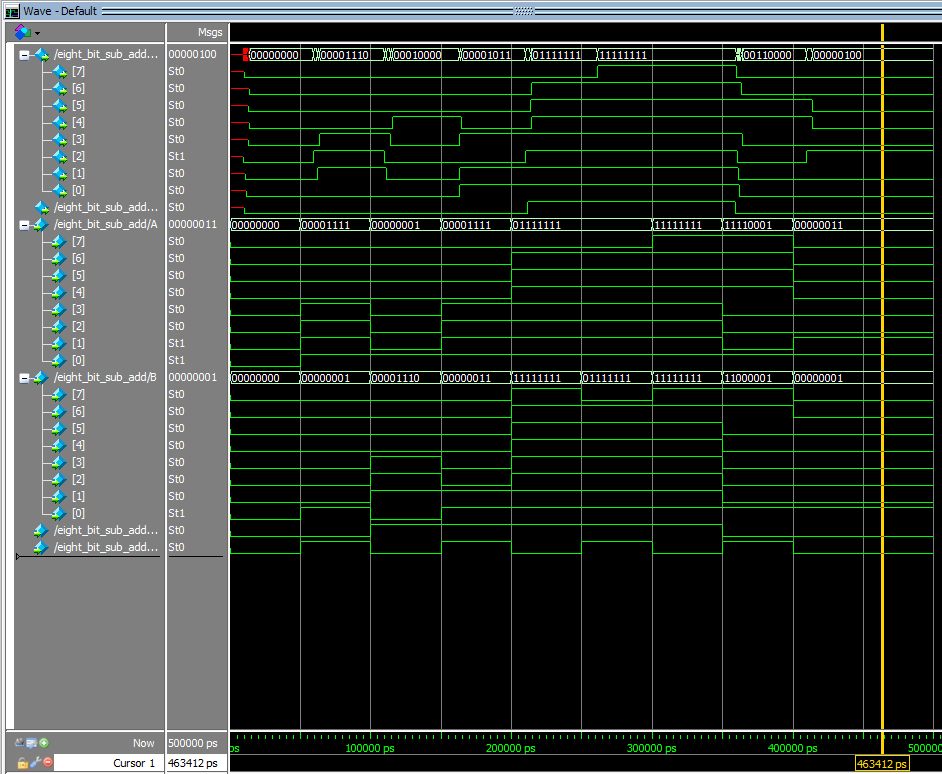 Wave - Default
Msgs
/eight_bit_sub_add... 00000100 00000000 00001110 00010000 00001011 01111111 11111111 00110000 00000100
[7] St0
[6] St0
[5] St0
[4] St0
[3] St0
[2] St1
[1] St0
[0] St0
/eight_bit_sub_add... St0
/eight_bit_sub_add/A 00000011 00000000 00001111 00000001 00001111 01111111 11111111 11110001 00000011
[7] St0
[6] St0
[5] St0
[4] St0
[3] St0
[2] St0
[1] St1
[0] St1
/eight_bit_sub_add/B 00000001 00000000 00000001 00001110 00000011 11111111 01111111 11111111 11000001 00000001
[7] St0
[6] St0
[5] St0
[4] St0
[3] St0
[2] St0
[1] St0
[0] St1
/eight_bit_sub_add... St0
/eight_bit_sub_add... St0
Now 500000 ps ps 100000 ps 200000 ps 300000 ps 400000 ps 500000
Cursor 1 463412 ps 463412 ps